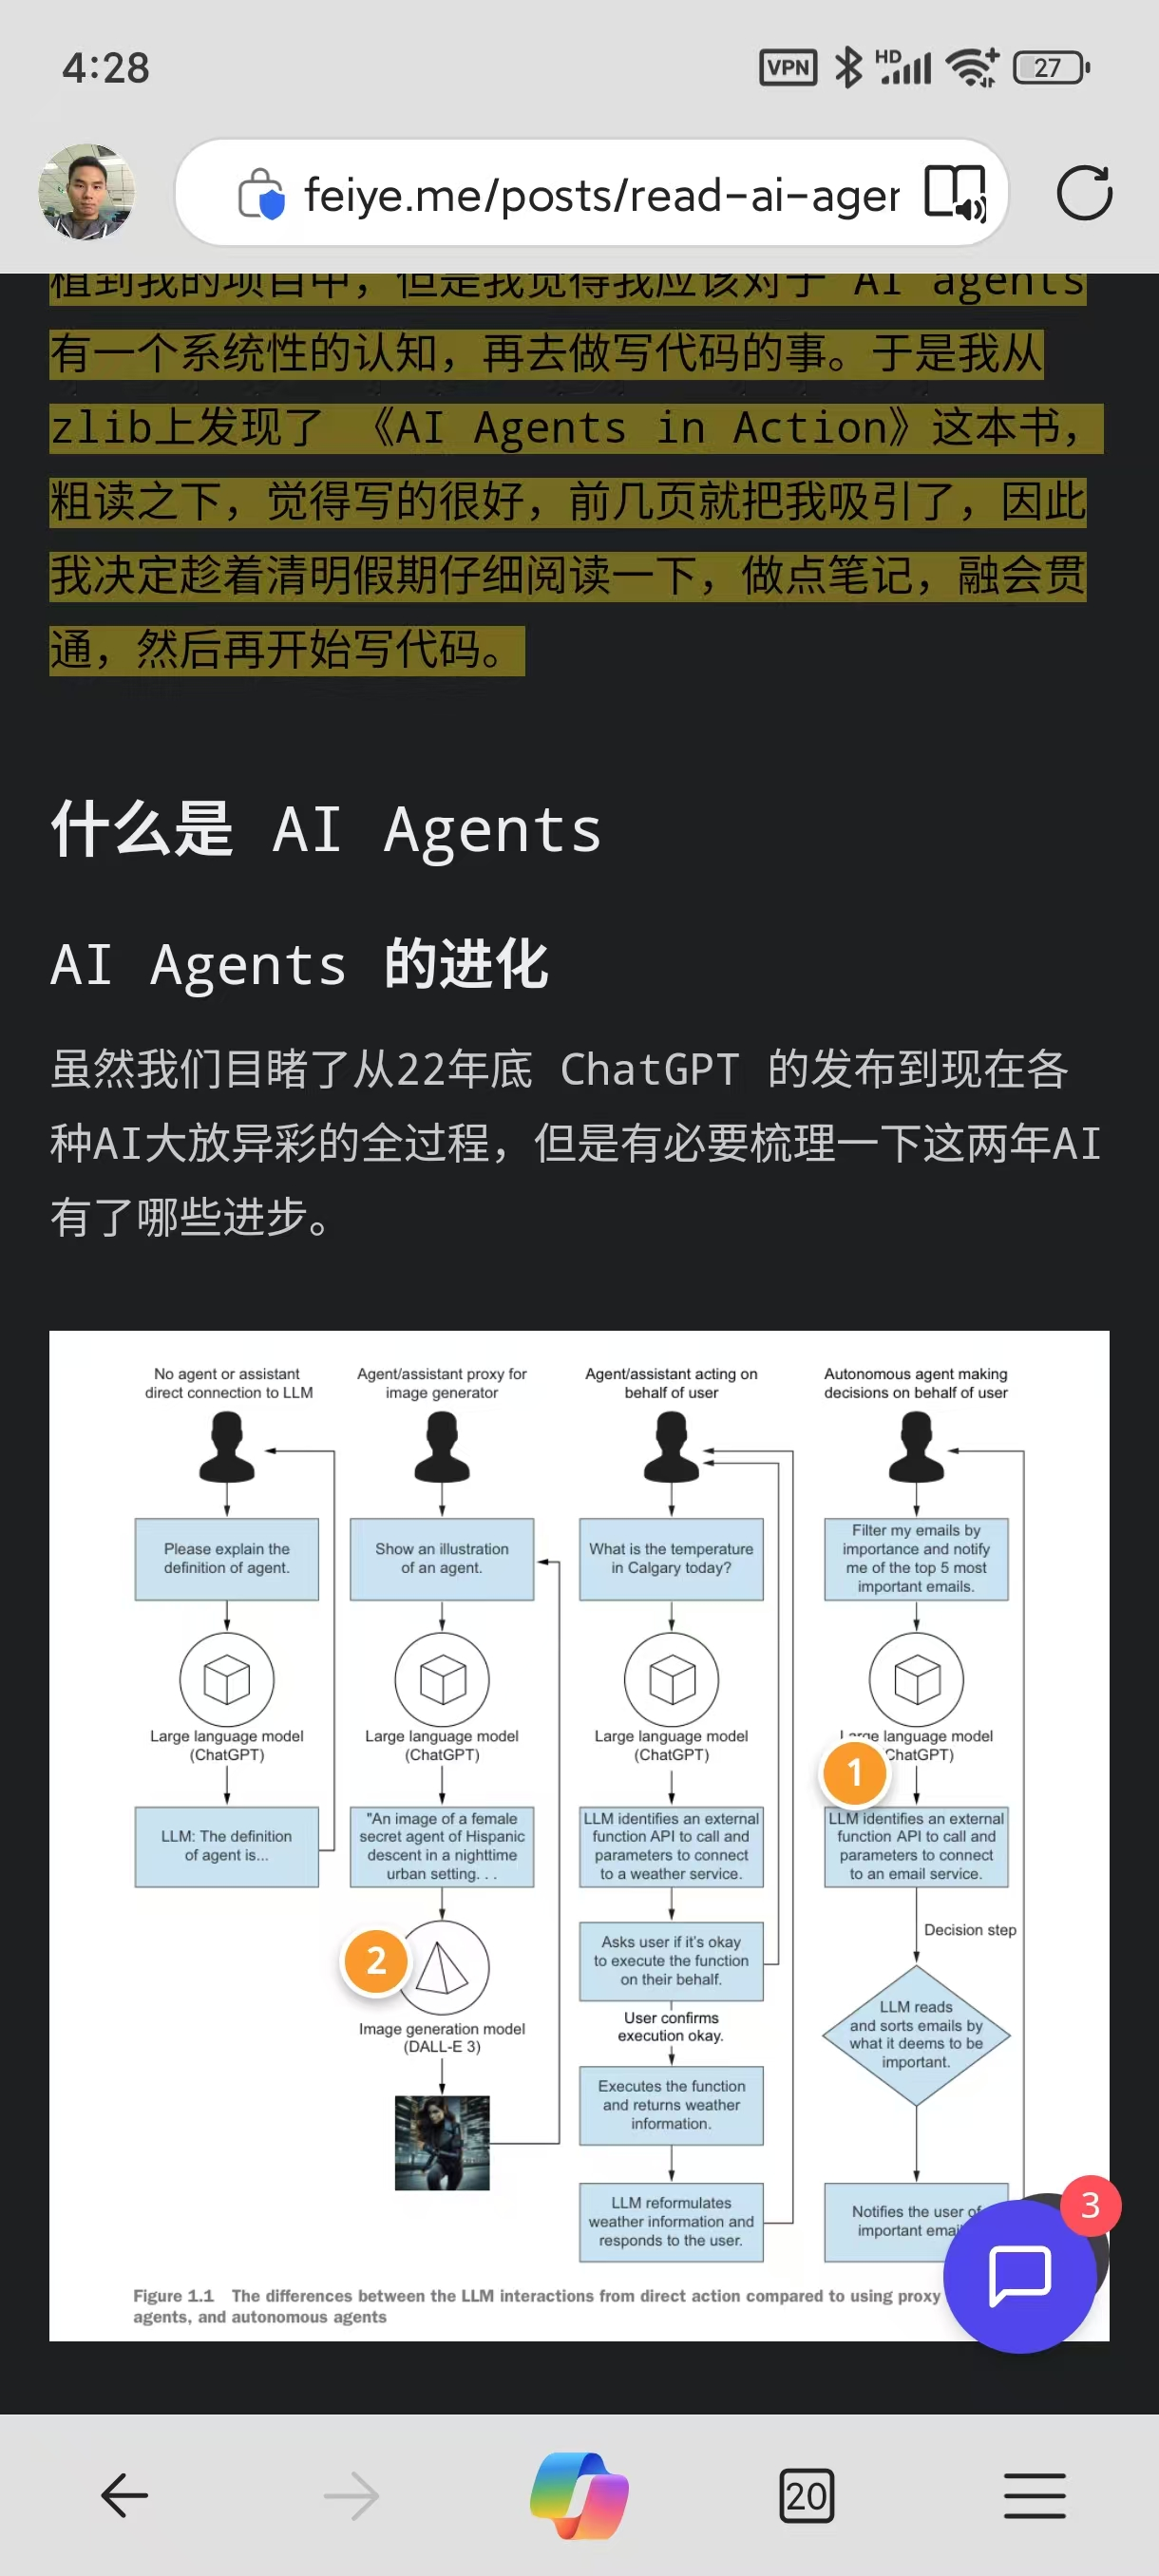 4:28
VPN
HD
27
feiye.me/posts/read-ai-ager
植到我的项目中，但是我觉得我应该对于 AI agents
有一个系统性的认知，再去做写代码的事。于是我从
zlib上发现了 《AI Agents in Action》这本书，
粗读之下，觉得写的很好，前几页就把我吸引了，因此
我决定趁着清明假期仔细阅读一下，做点笔记，融会贯
通，然后再开始写代码。
什么是 AI Agents
AI Agents 的进化
虽然我们目睹了从22年底 ChatGPT 的发布到现在各
种AI大放异彩的全过程，但是有必要梳理一下这两年AI
有了哪些进步。
No agent or assistant
direct connection to LLM
Please explain the
definition of agent.
Large language model
(ChatGPT)
LLM: The definition
of agent is...
Agent/assistant proxy for
image generator
Show an illustration
of an agent.
Large language model
(ChatGPT)
"An image of a female
secret agent of Hispanic
descent in a nighttime
urban setting. . .
2
Image generation model
(DALL-E 3)
Agent/assistant acting on
behalf of user
What is the temperature
in Calgary today?
Large language model
(ChatGPT)
LLM identifies an external
function API to call and
parameters to connect
to a weather service.
Asks user if it's okay
to execute the function
on their behalf.
User confirms
execution okay.
Executes the function
and returns weather
information.
LLM reformulates
weather information and
responds to the user.
Autonomous agent making
decisions on behalf of user
Filter my emails by
importance and notify
me of the top 5 most
important emails.
Large language model
ChatGPT)
1
LLM identifies an external
function API to call and
parameters to connect
to an email service.
Decision step
LLM reads
and sorts emails by
what it deems to be
important.
Notifies the user of
important
3
Figure 1.1 The differences between the LLM interactions from direct action compared to using proxy
agents, and autonomous agents
20